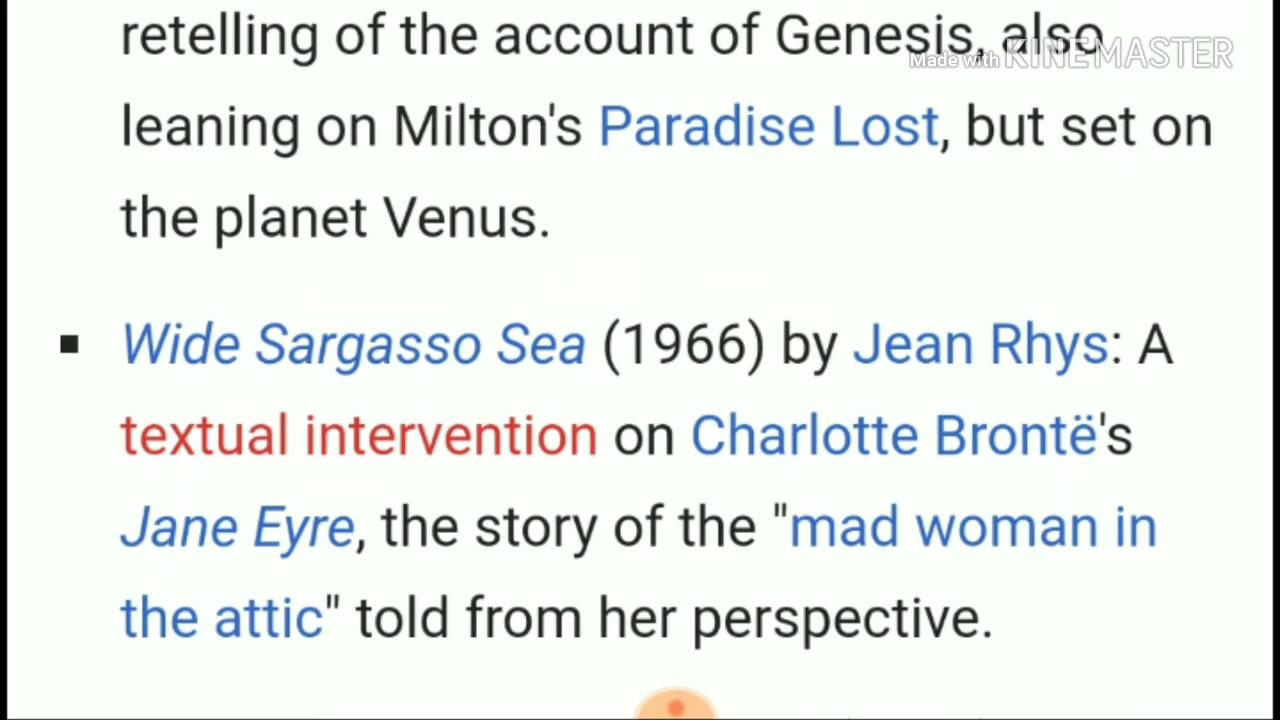 retelling of the account of Genesis, also
Made with KINEMASTER
leaning on Milton's Paradise Lost, but set on
the planet Venus.
▪ Wide Sargasso Sea (1966) by Jean Rhys: A
textual intervention on Charlotte Brontë's
Jane Eyre, the story of the "mad woman in
the attic" told from her perspective.